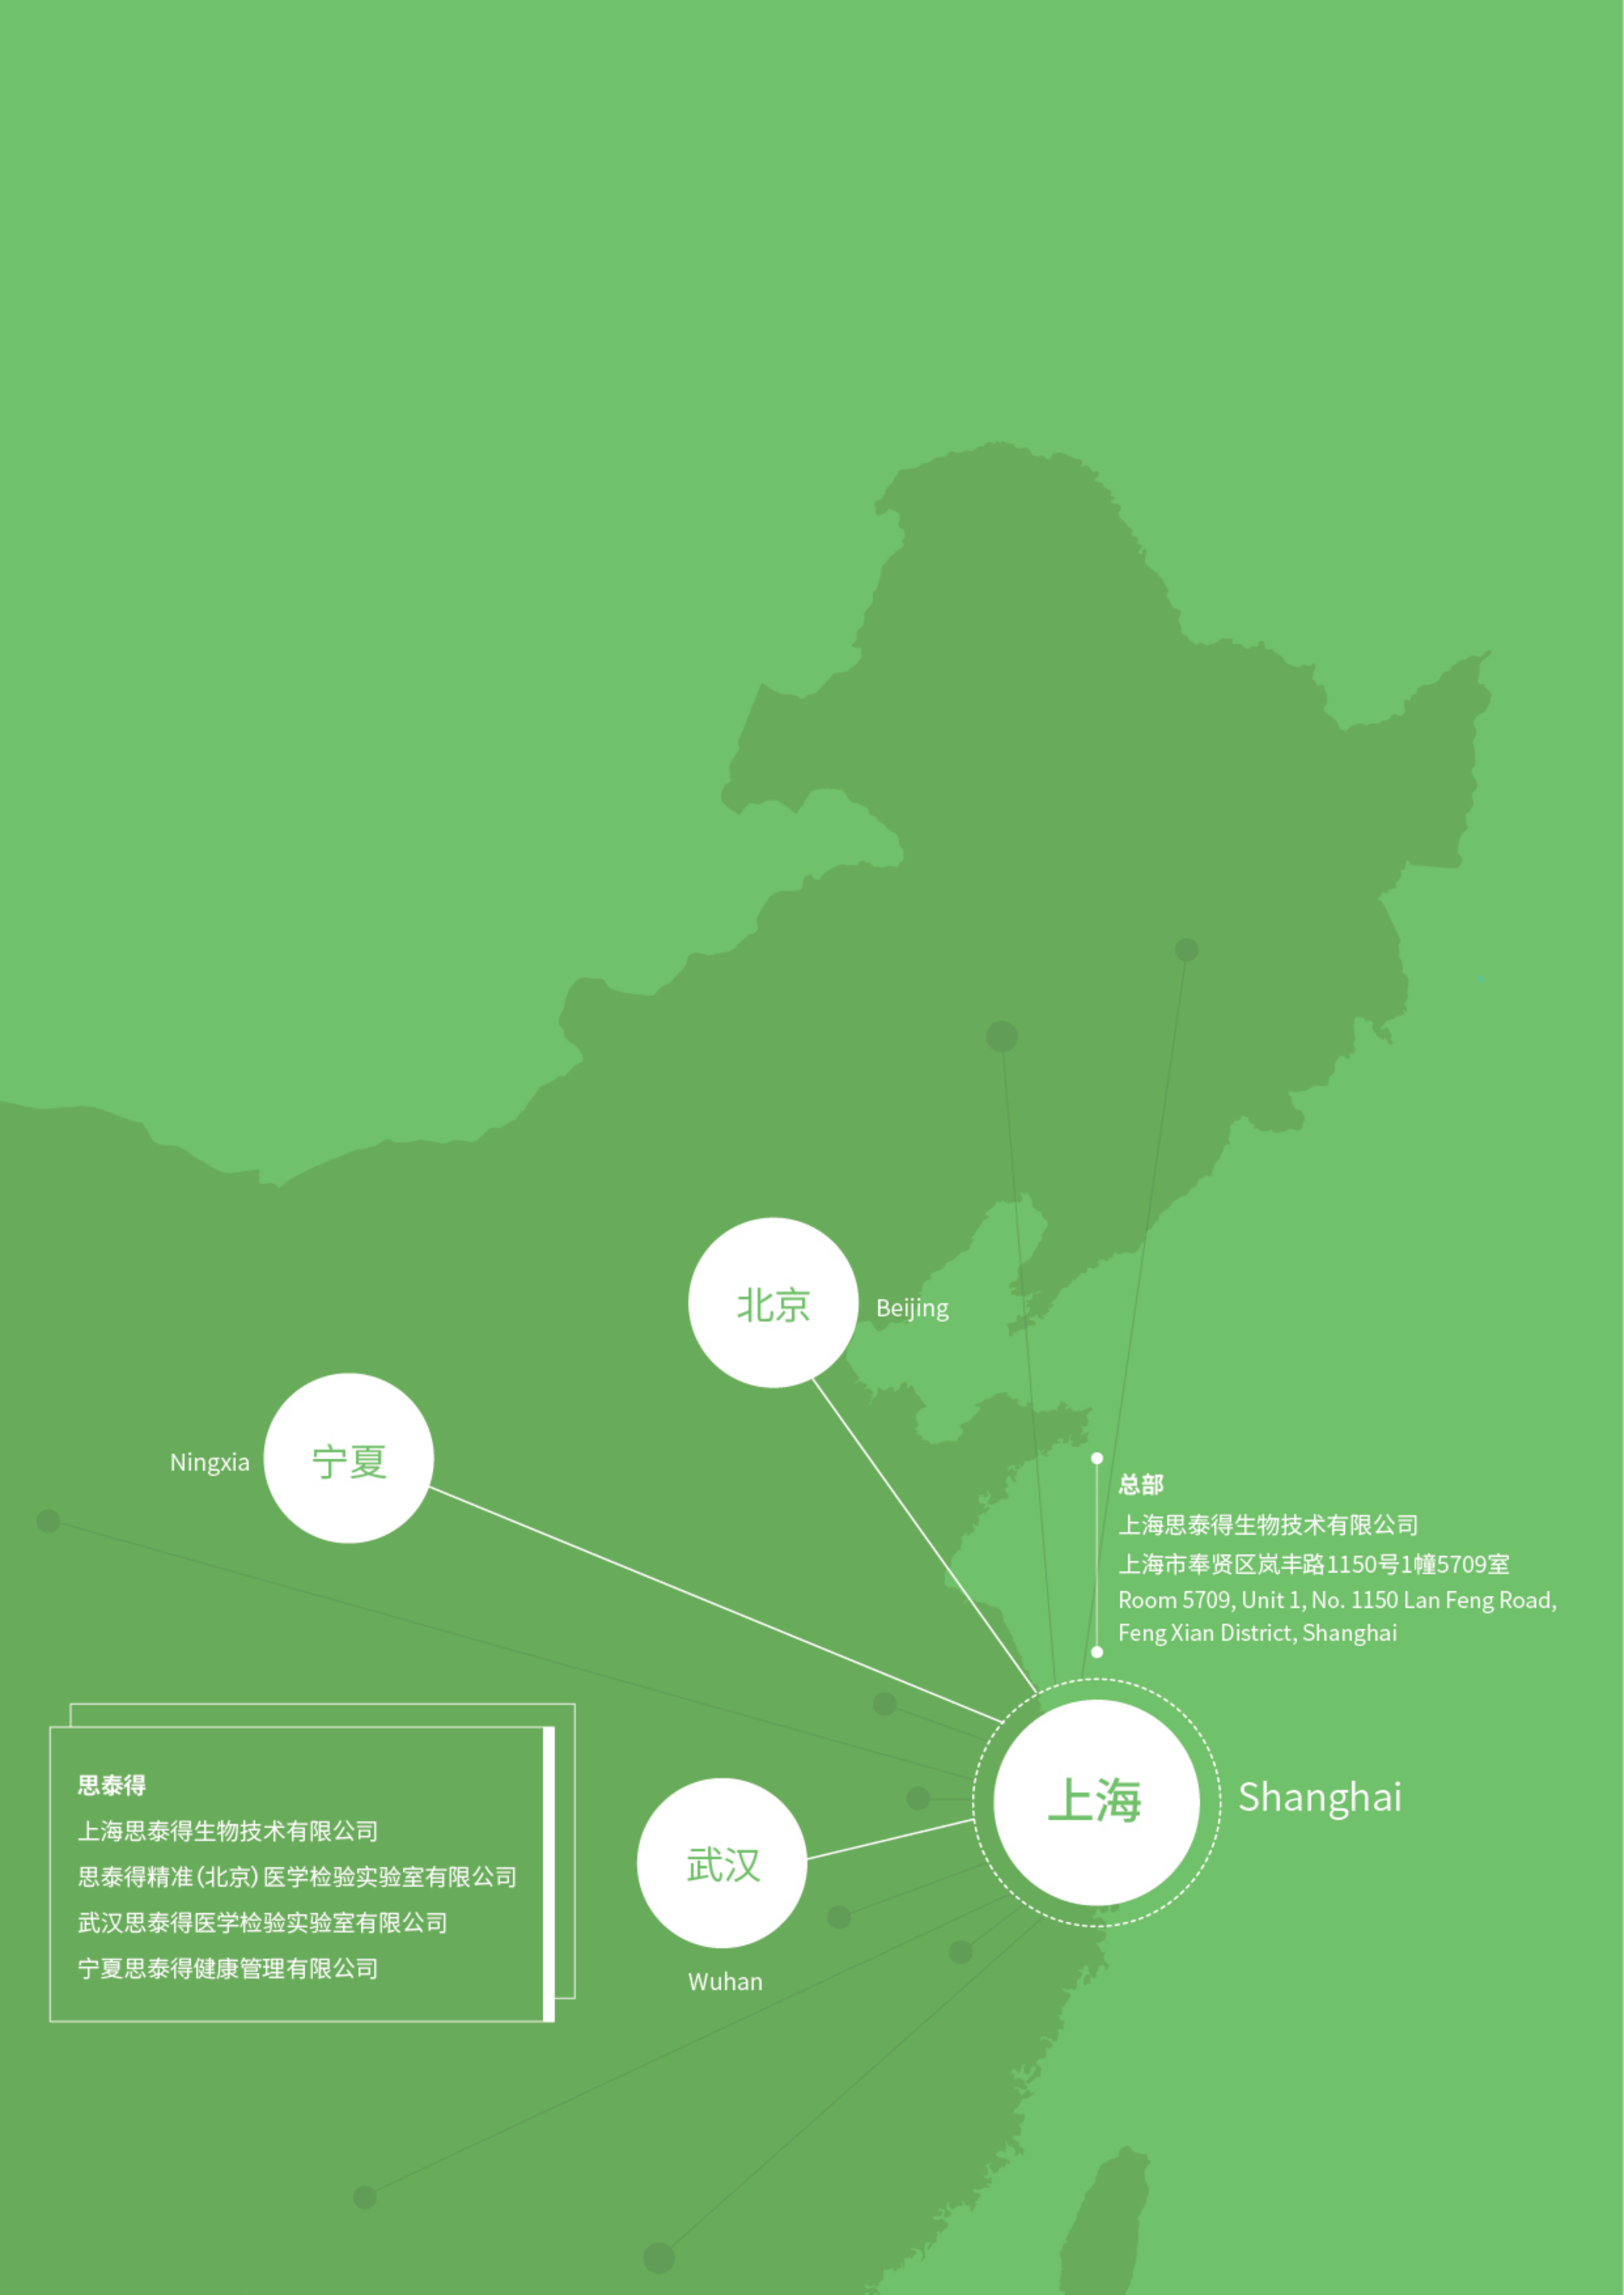 北京
Beijing
Ningxia
宁夏
总部
上海思泰得生物技术有限公司
上海市奉贤区岚丰路1150号1幢5709室
Room 5709, Unit 1, No. 1150 Lan Feng Road,
Feng Xian District, Shanghai
上海
Shanghai
思泰得
上海思泰得生物技术有限公司
思泰得精准(北京)医学检验实验室有限公司
武汉思泰得医学检验实验室有限公司
宁夏思泰得健康管理有限公司
武汉
Wuhan